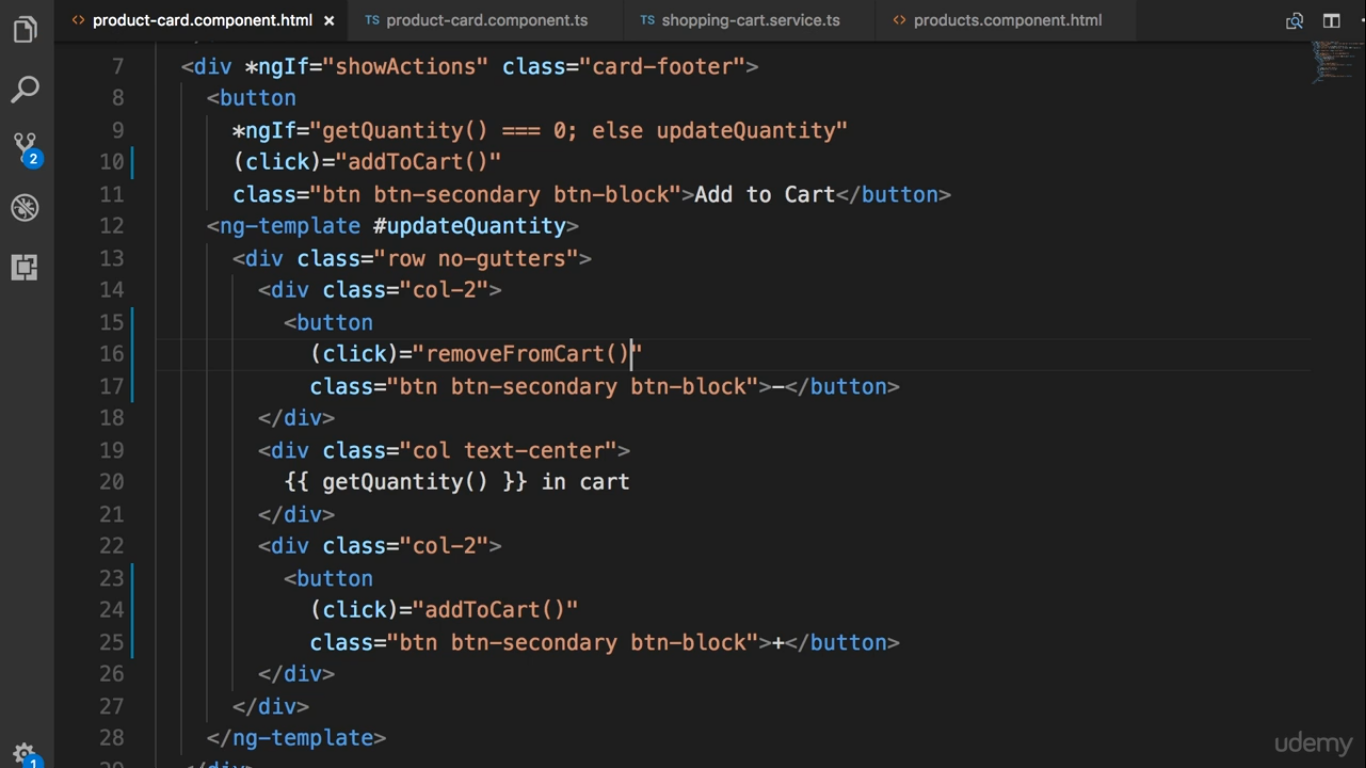 product-card.component.html × TS product-card.component.ts TS shopping-cart.service.ts <> products.component.html
7 <div *ngIf="showActions" class="card-footer">
8 <button
9 *ngIf="getQuantity() === 0; else updateQuantity"
10 (click)="addToCart()"
11 class="btn btn-secondary btn-block">Add to Cart</button>
12 <ng-template #updateQuantity>
13 <div class="row no-gutters">
14 <div class="col-2">
15 <button
16 (click)="removeFromCart()"
17 class="btn btn-secondary btn-block">-</button>
18 </div>
19 <div class="col text-center">
20 {{ getQuantity() }} in cart
21 </div>
22 <div class="col-2">
23 <button
24 (click)="addToCart()"
25 class="btn btn-secondary btn-block">+</button>
26 </div>
27 </div>
28 </ng-template>
2
1
udemy